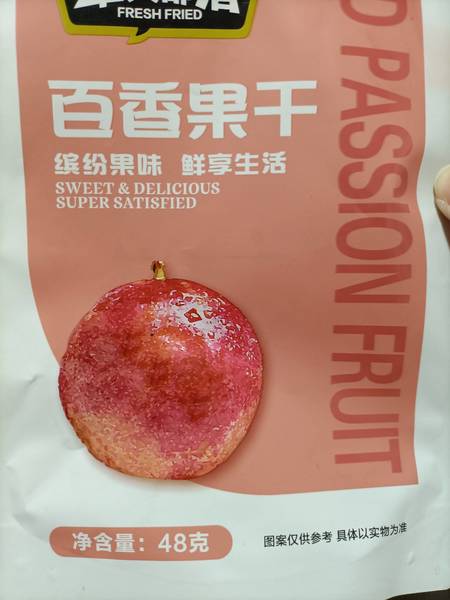 FRESH FRIED
百香果干
缤纷果味 鲜享生活
SWEET & DELICIOUS
SUPER SATISFIED
PASSION FRUIT
净含量：48克
图案仅供参考 具体以实物为准